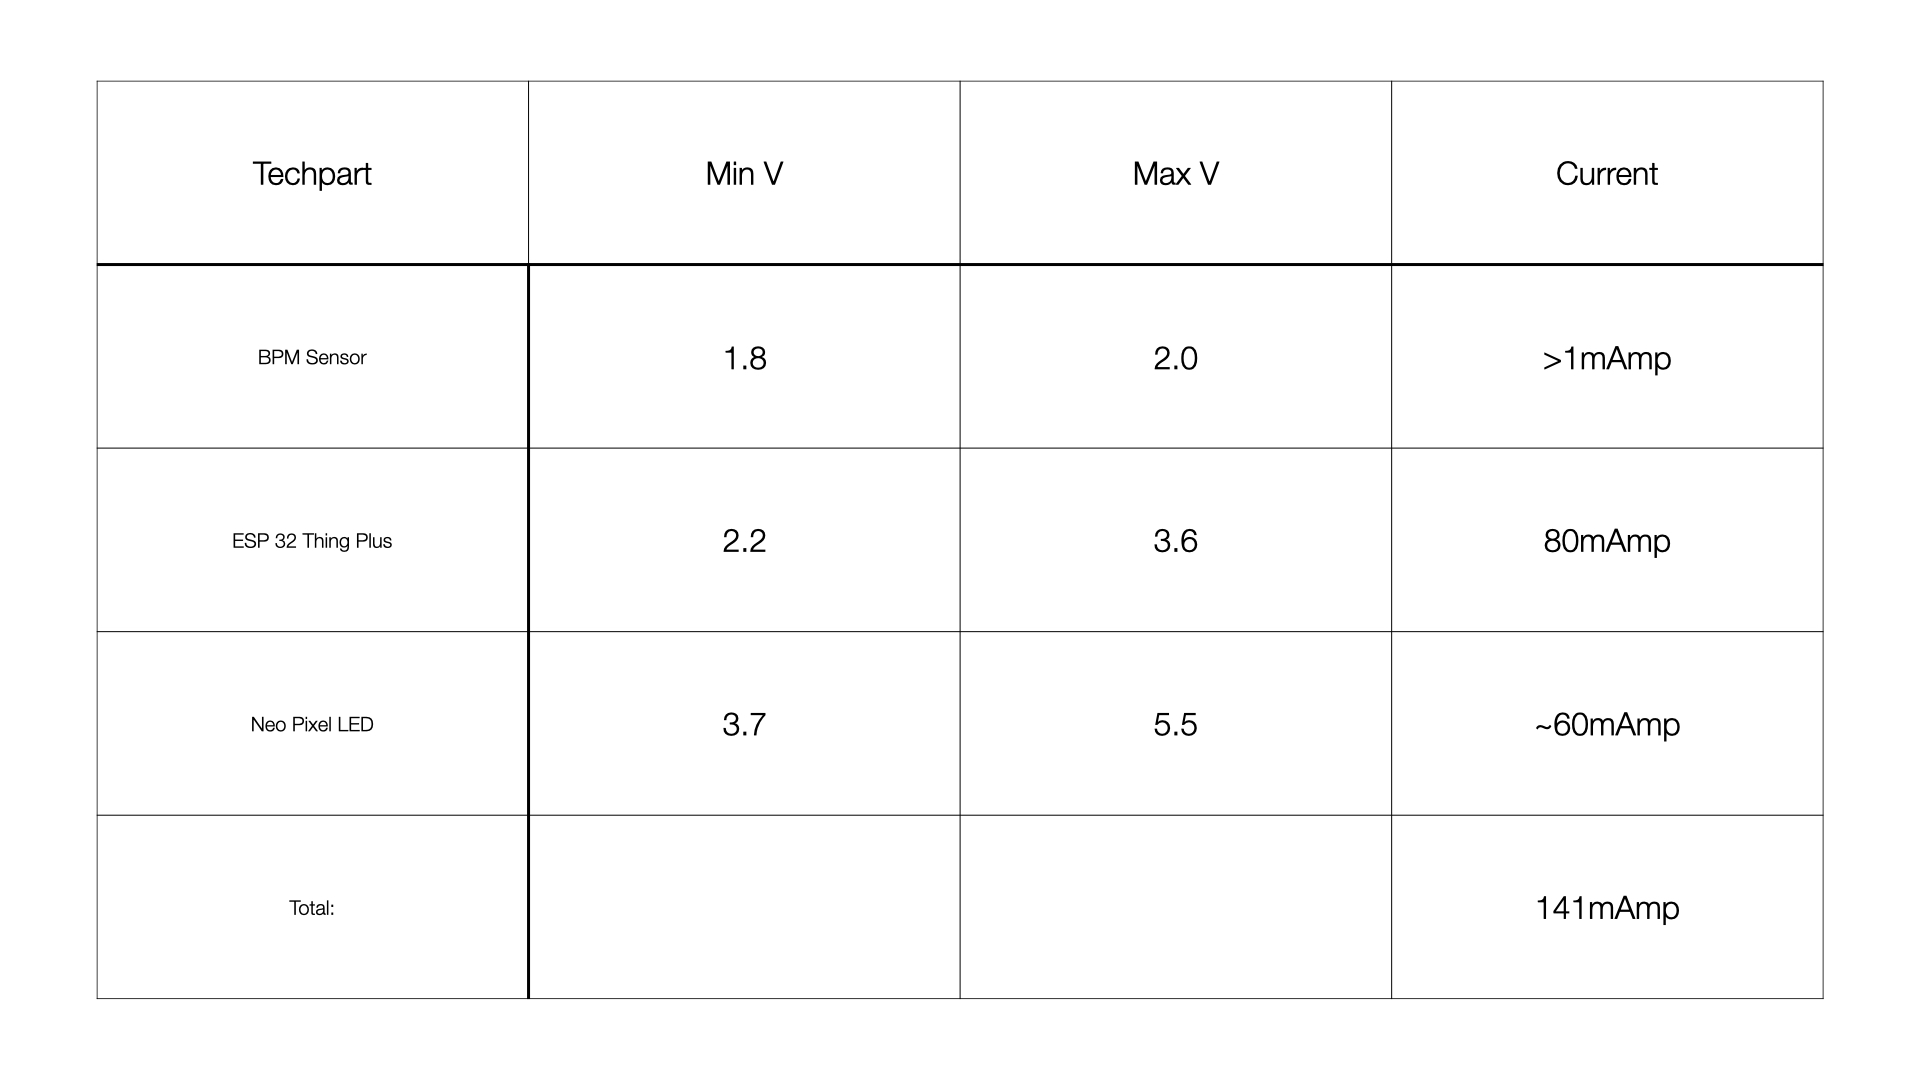 Techpart Min V Max V Current
BPM Sensor 1.8 2.0 >1mAmp
ESP 32 Thing Plus 2.2 3.6 80mAmp
Neo Pixel LED 3.7 5.5 ~60mAmp
Total: 141mAmp